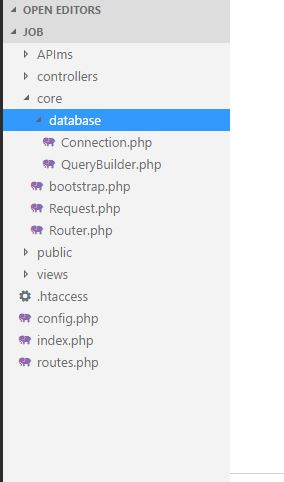 OPEN EDITORS
JOB
APIms
controllers
core
database
Connection.php
QueryBuilder.php
bootstrap.php
Request.php
Router.php
public
views
.htaccess
config.php
index.php
routes.php